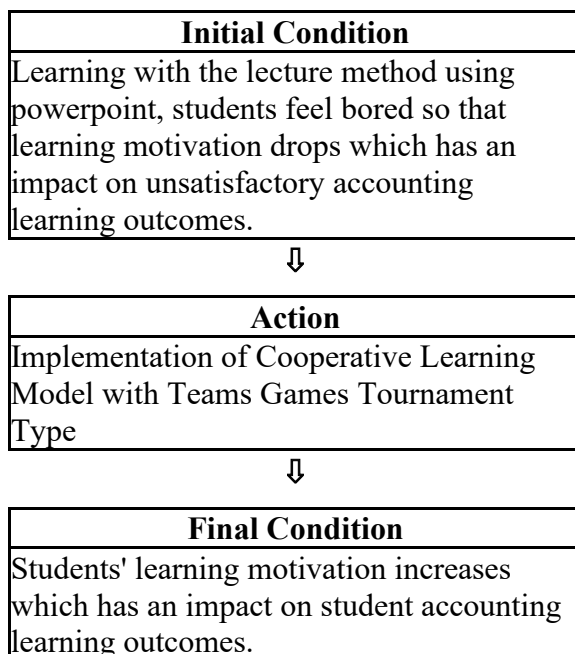 Initial Condition
Learning with the lecture method using
powerpoint, students feel bored so that
learning motivation drops which has an
impact on unsatisfactory accounting
learning outcomes.
⇩
Action
Implementation of Cooperative Learning
Model with Teams Games Tournament
Type
⇩
Final Condition
Students' learning motivation increases
which has an impact on student accounting
learning outcomes.